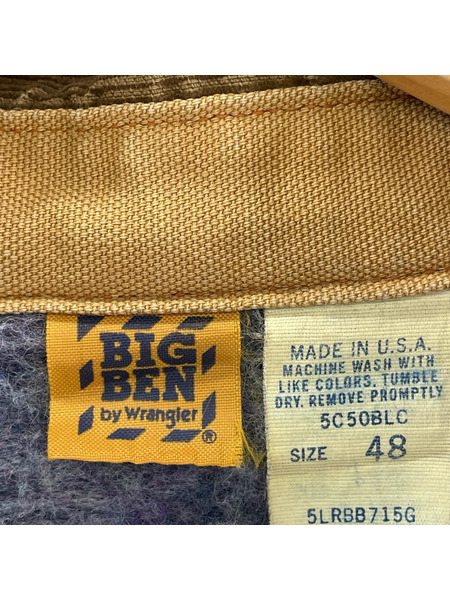 BIG
BEN
by Wrangler
®
MADE IN U.S.A.
MACHINE WASH WITH
LIKE COLORS. TUMBLE
DRY. REMOVE PROMPTLY
5C50BLC
SIZE 48
5LRBB715G